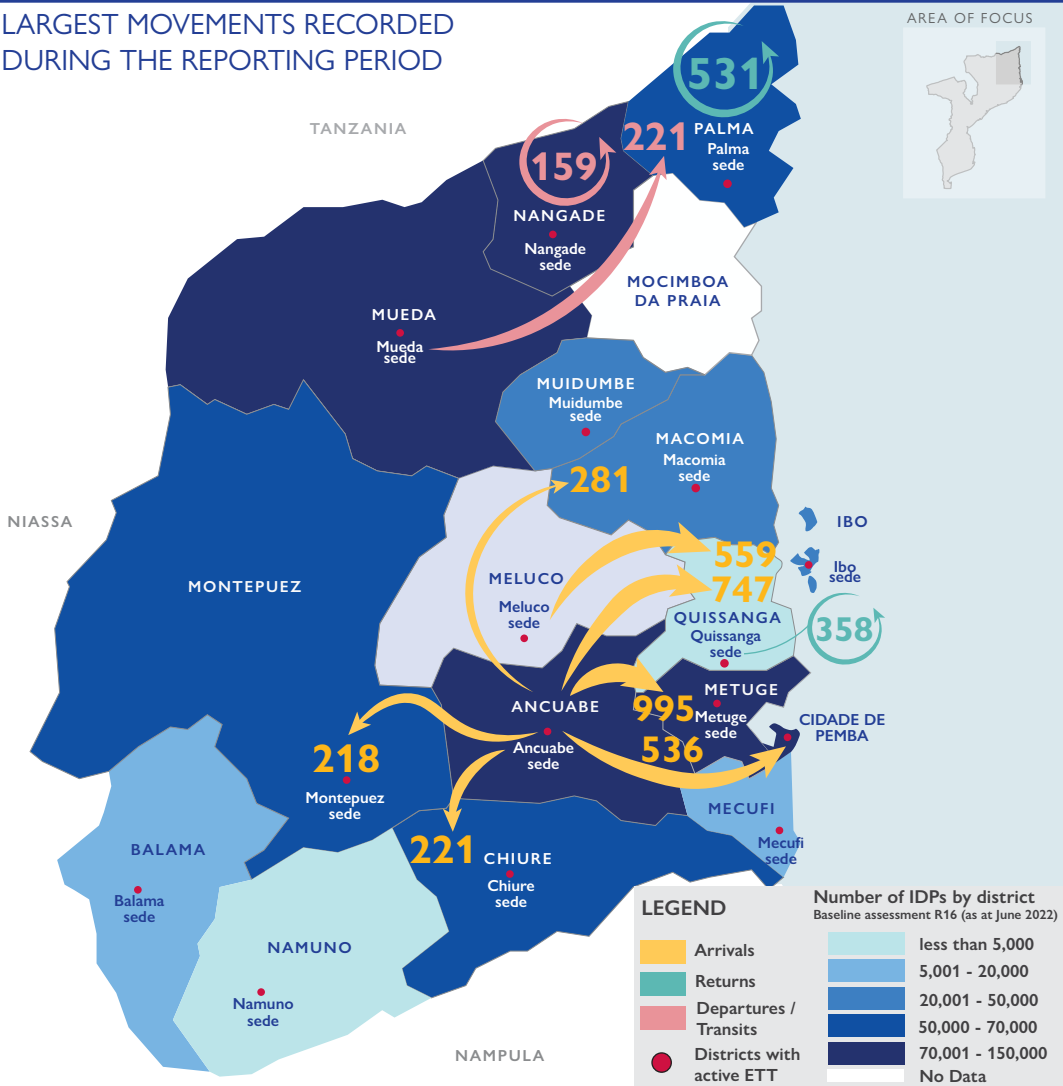 LARGEST MOVEMENTS RECORDED
DURING THE REPORTING PERIOD
AREA OF FOCUS
TANZANIA
531
221
PALMA
Palma
sede
159
NANGADE
Nangade
sede
MOCIMBOA
DA PRAIA
MUEDA
Mueda
sede
MUIDUMBE
Muidumbe
sede
MACOMIA
Macomia
sede
281
NIASSA
IBO
Ibo
sede
559
747
MONTEPUEZ
MELUCO
Meluco
sede
QUISSANGA
Quissanga
sede
358
METUGE
Metuge
sede
ANCUABE
Ancuabe
sede
995
536
CIDADE DE
PEMBA
218
Montepuez
sede
MECUFI
Mecufi
sede
221
CHIURE
Chiure
sede
BALAMA
Balama
sede
NAMUNO
Namuno
sede
NAMPULA
LEGEND
Arrivals
Returns
Departures /
Transits
Districts with
active ETT
Number of IDPs by district
Baseline assessment R16 (as at June 2022)
less than 5,000
5,001 - 20,000
20,001 - 50,000
50,000 - 70,000
70,001 - 150,000
No Data